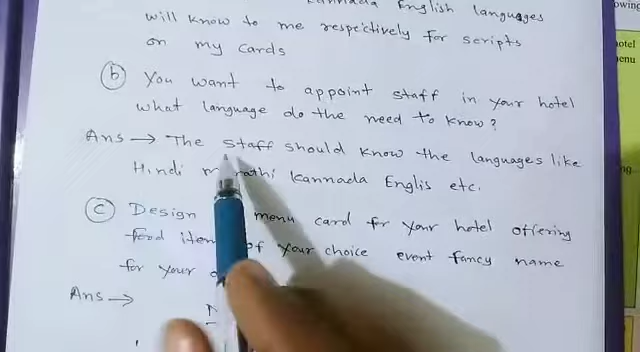 Kannada English languages
will know to me respectively for scripts
on my cards
(b) You want to appoint staff in your hotel
what language do the need to know?
Ans → The staff should know the languages like
Hindi Kannada Englis etc.
(c) Design menu card for your hotel offering
food of your choice event fancy name
for your
Ans →
owing
hotel
menu